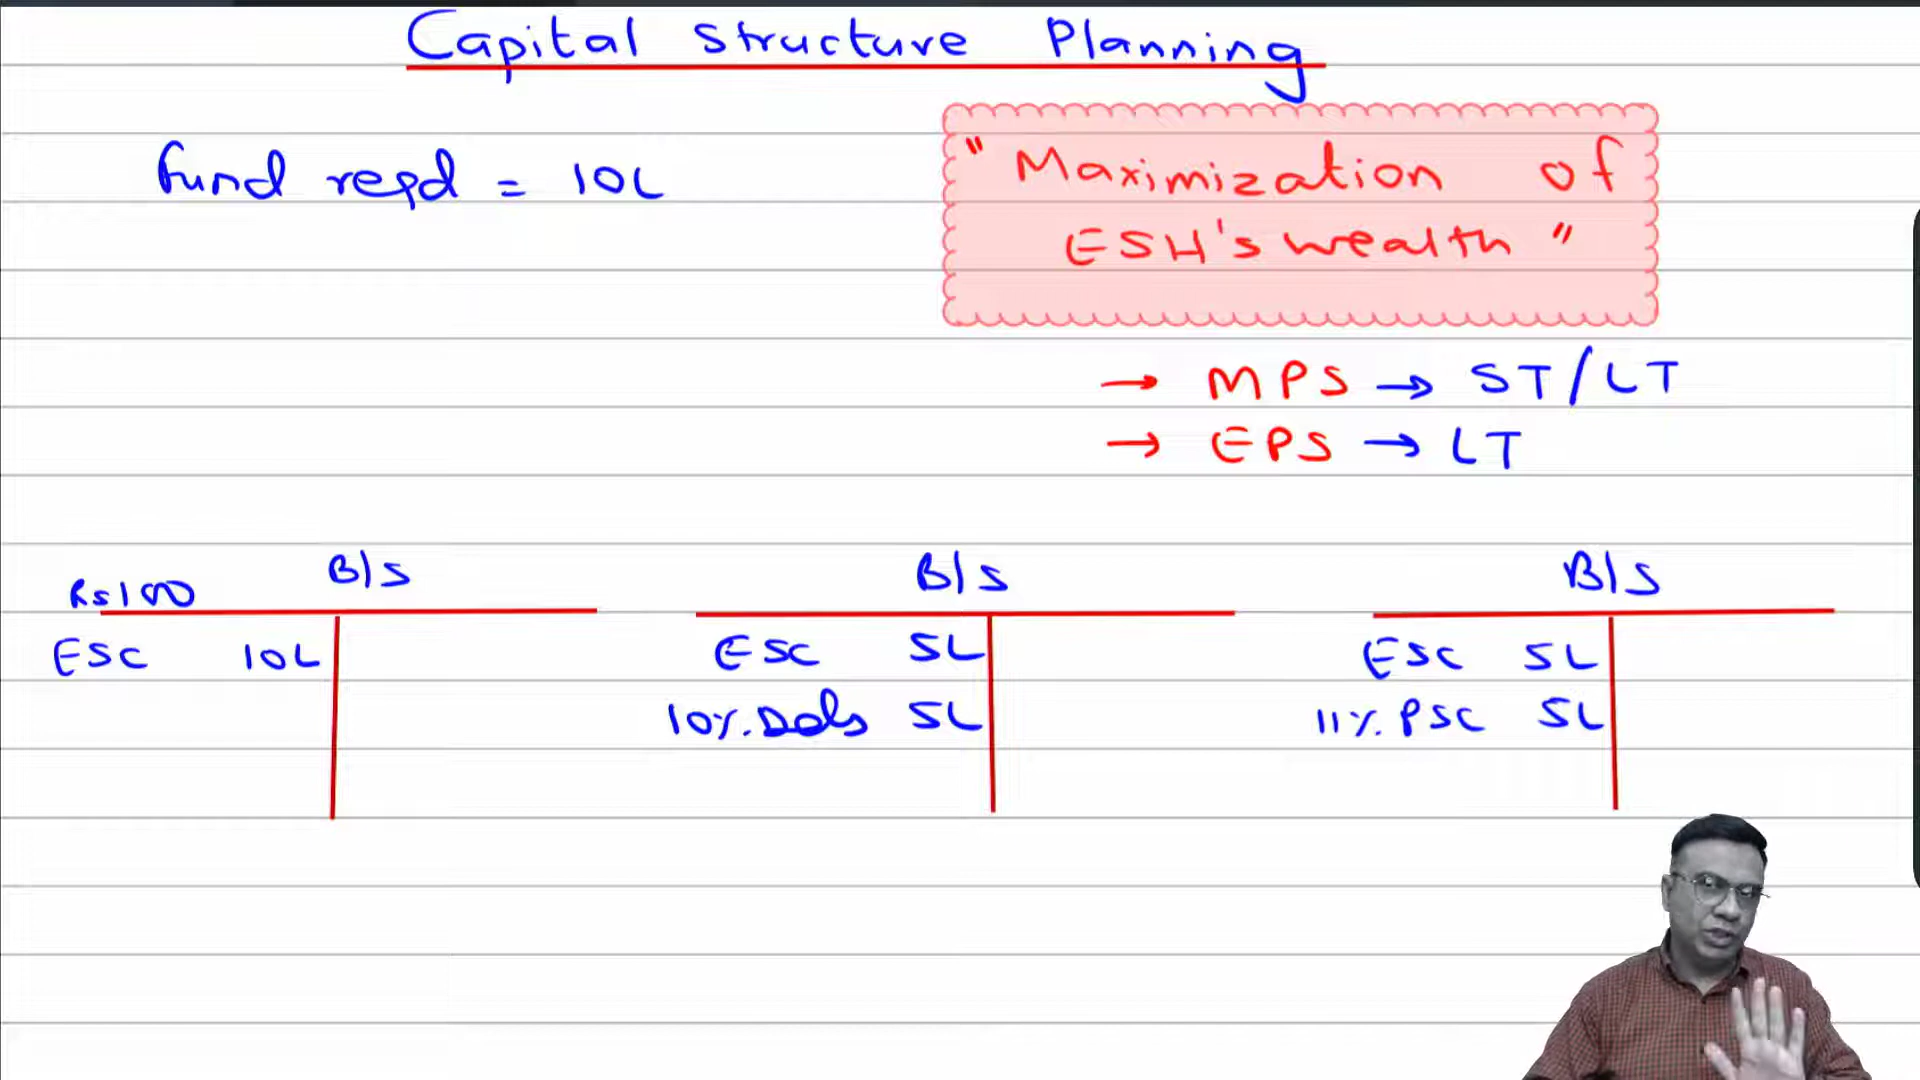 Capital Structure Planning
fund reqd = 10L
" Maximization of
ESH's wealth "
→ MPS → ST/LT
→ EPS → LT
Rs100 B/S
ESC 10L
B/S
ESC 5L
10%. Debs 5L
B/S
ESC 5L
11%. PSC 5L